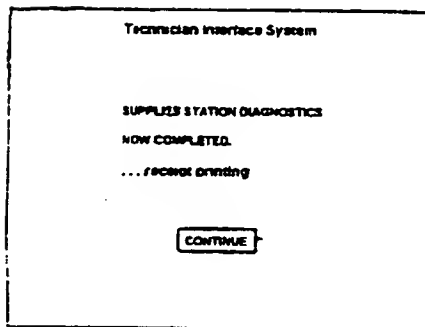 Technician Interface System
SUPPLIES STATION DIAGNOSTICS
NOW COMPLETED.
...receipt printing
CONTINUE